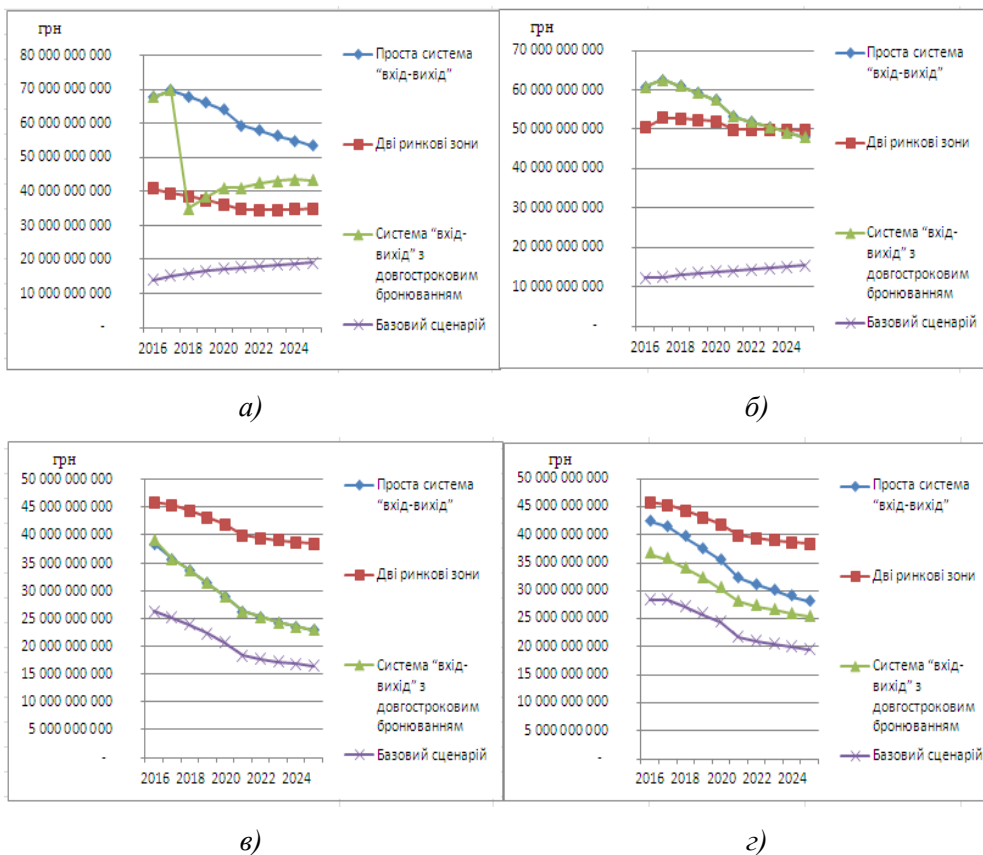 грн
80 000 000 000
70 000 000 000
60 000 000 000
50 000 000 000
40 000 000 000
30 000 000 000
20 000 000 000
10 000 000 000
-
2016 2018 2020 2022 2024
Проста система
“вхід-вихід”
Дві ринкові зони
Система “вхід-
вихід” з
довгостроковим
бронюванням
Базовий сценарій
а)
грн
70 000 000 000
60 000 000 000
50 000 000 000
40 000 000 000
30 000 000 000
20 000 000 000
10 000 000 000
-
2016 2018 2020 2022 2024
Проста система
“вхід-вихід”
Дві ринкові зони
Система “вхід-
вихід” з
довгостроковим
бронюванням
Базовий сценарій
б)
грн
50 000 000 000
45 000 000 000
40 000 000 000
35 000 000 000
30 000 000 000
25 000 000 000
20 000 000 000
15 000 000 000
10 000 000 000
5 000 000 000
-
2016 2018 2020 2022 2024
Проста система
“вхід-вихід”
Дві ринкові зони
Система “вхід-
вихід” з
довгостроковим
бронюванням
Базовий сценарій
в)
грн
50 000 000 000
45 000 000 000
40 000 000 000
35 000 000 000
30 000 000 000
25 000 000 000
20 000 000 000
15 000 000 000
10 000 000 000
5 000 000 000
-
2016 2018 2020 2022 2024
Проста система
“вхід-вихід”
Дві ринкові зони
Система “вхід-
вихід” з
довгостроковим
бронюванням
Базовий сценарій
г)